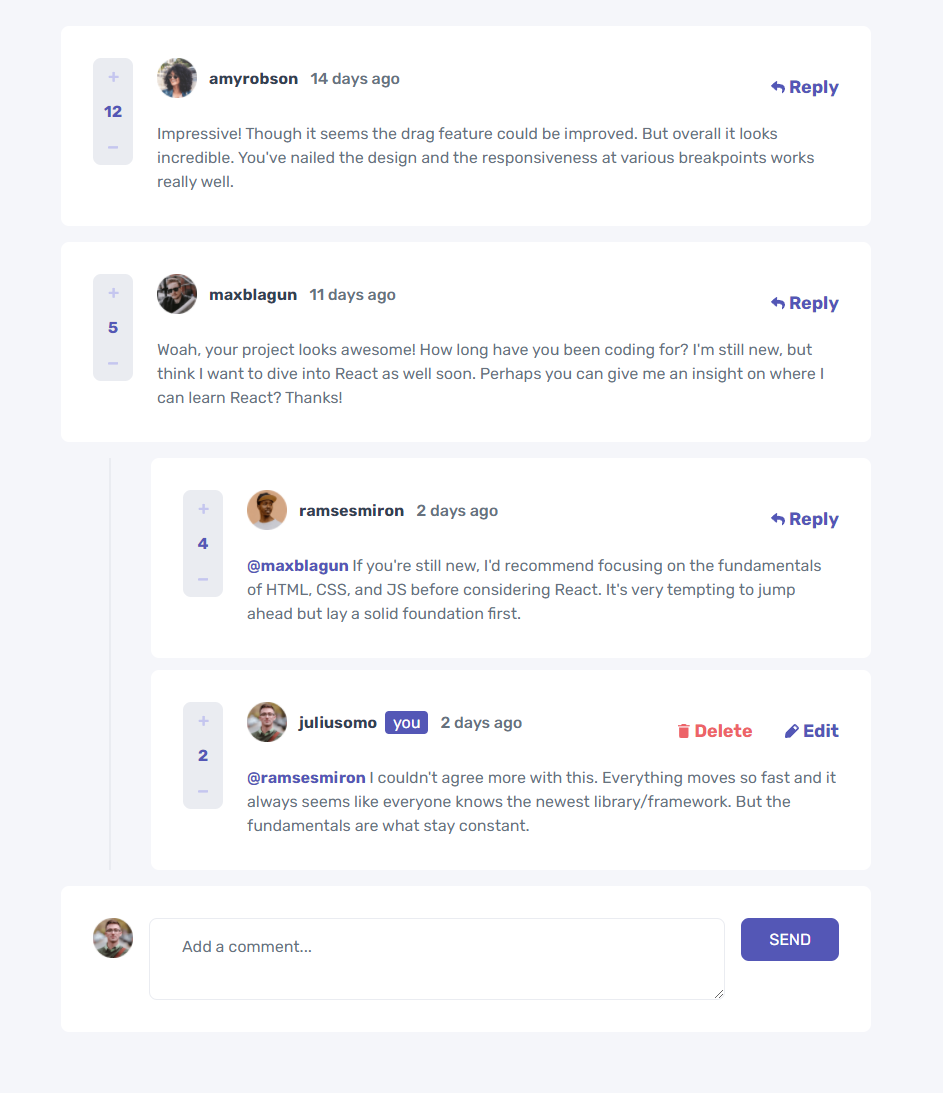 +
12
−
amyrobson 14 days ago
Reply
Impressive! Though it seems the drag feature could be improved. But overall it looks
incredible. You've nailed the design and the responsiveness at various breakpoints works
really well.
+
5
−
maxblagun 11 days ago
Reply
Woah, your project looks awesome! How long have you been coding for? I'm still new, but
think I want to dive into React as well soon. Perhaps you can give me an insight on where I
can learn React? Thanks!
+
4
−
ramsesmiron 2 days ago
Reply
@maxblagun If you're still new, I'd recommend focusing on the fundamentals
of HTML, CSS, and JS before considering React. It's very tempting to jump
ahead but lay a solid foundation first.
+
2
−
juliusomo you 2 days ago
Delete Edit
@ramsesmiron I couldn't agree more with this. Everything moves so fast and it
always seems like everyone knows the newest library/framework. But the
fundamentals are what stay constant.
Add a comment...
SEND